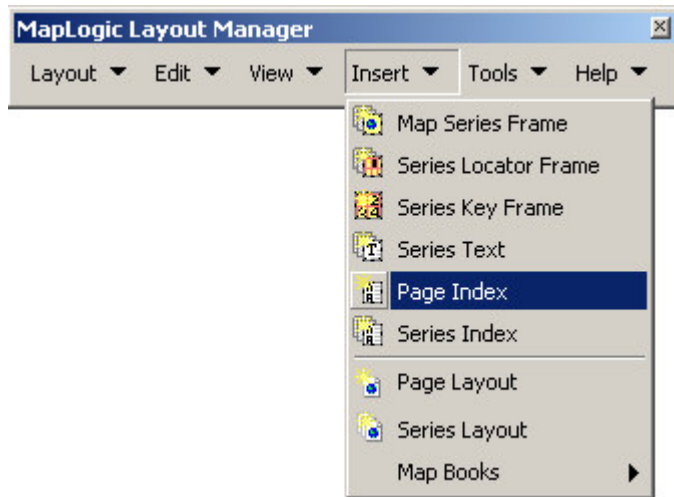 MapLogic Layout Manager
Layout Edit View Insert Tools Help
Map Series Frame
Series Locator Frame
Series Key Frame
Series Text
Page Index
Series Index
Page Layout
Series Layout
Map Books